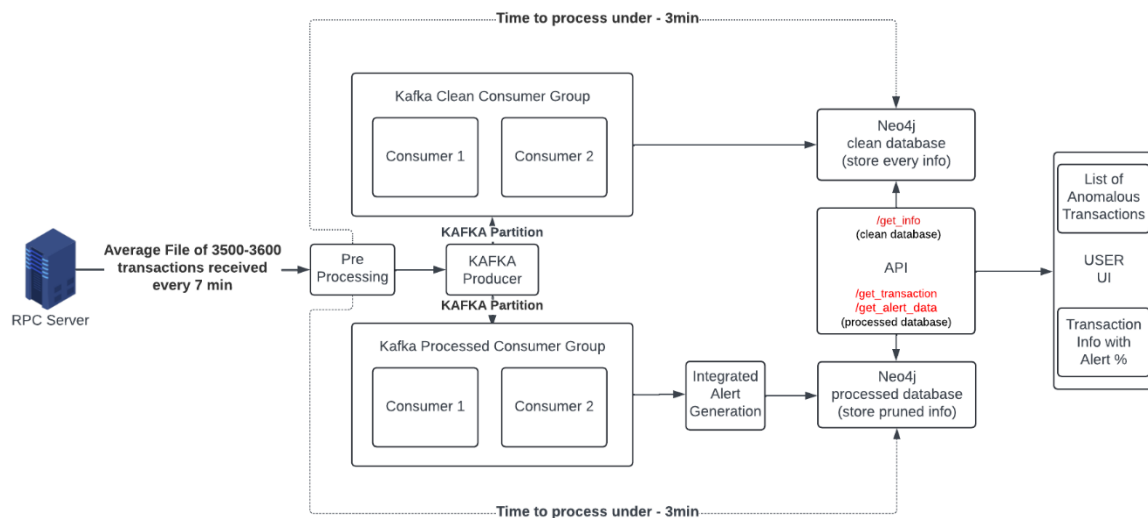 Time to process under - 3min
Kafka Clean Consumer Group
Consumer 1
Consumer 2
Neo4j
clean database
(store every info)
List of
Anomalous
Transactions
/get_info
(clean database)
KAFKA Partition
Average File of 3500-3600
transactions received
every 7 min
Pre
Processing
KAFKA
Producer
API
USER
UI
RPC Server
KAFKA Partition
/get_transaction
/get_alert_data
(processed database)
Kafka Processed Consumer Group
Consumer 1
Consumer 2
Integrated
Alert
Generation
Neo4j
processed database
(store pruned info)
Transaction
Info with
Alert %
Time to process under - 3min